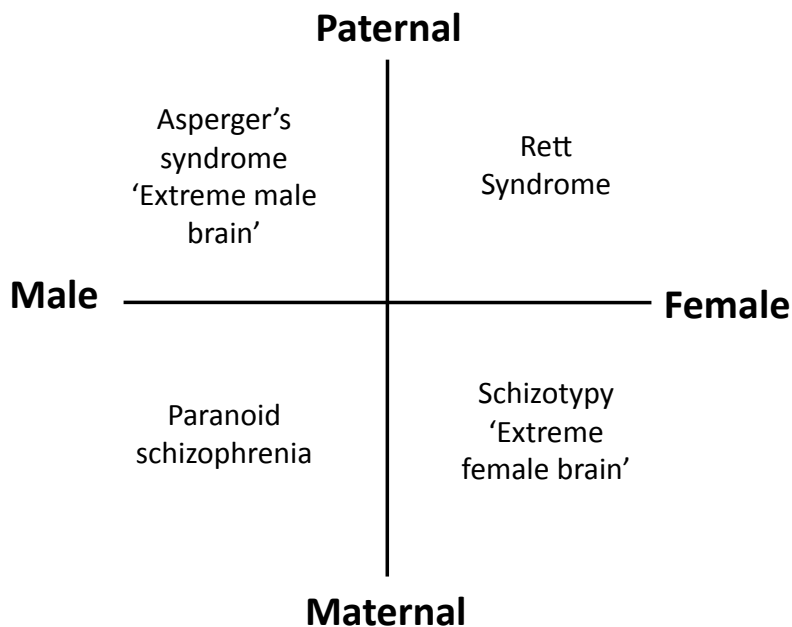 Paternal
Asperger's
syndrome
‘Extreme male
brain’
Rett
Syndrome
Male
Female
Paranoid
schizophrenia
Schizotypy
‘Extreme
female brain’
Maternal